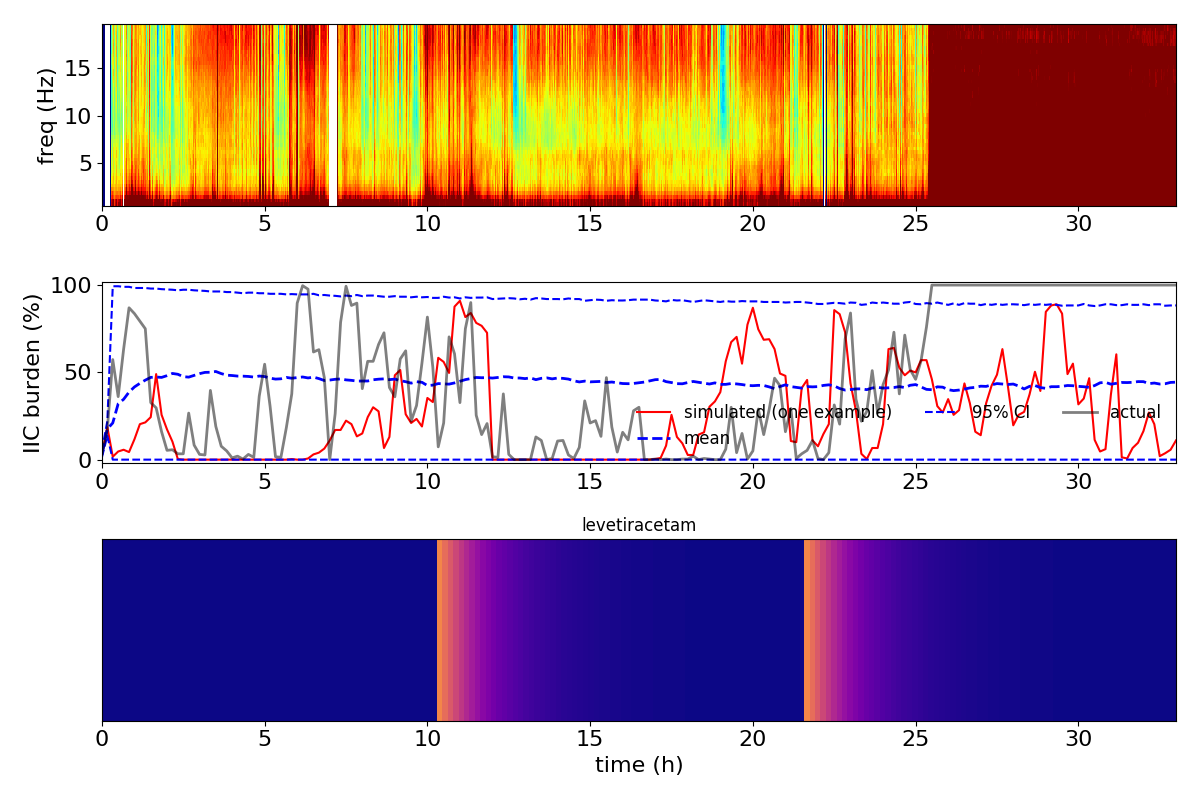 freq (Hz)
15
10
5
0 5 10 15 20 25 30
IIC burden (%)
100
50
0
simulated (one example) 95% CI actual
mean
0 5 10 15 20 25 30
levetiracetam
0 5 10 15 20 25 30
time (h)